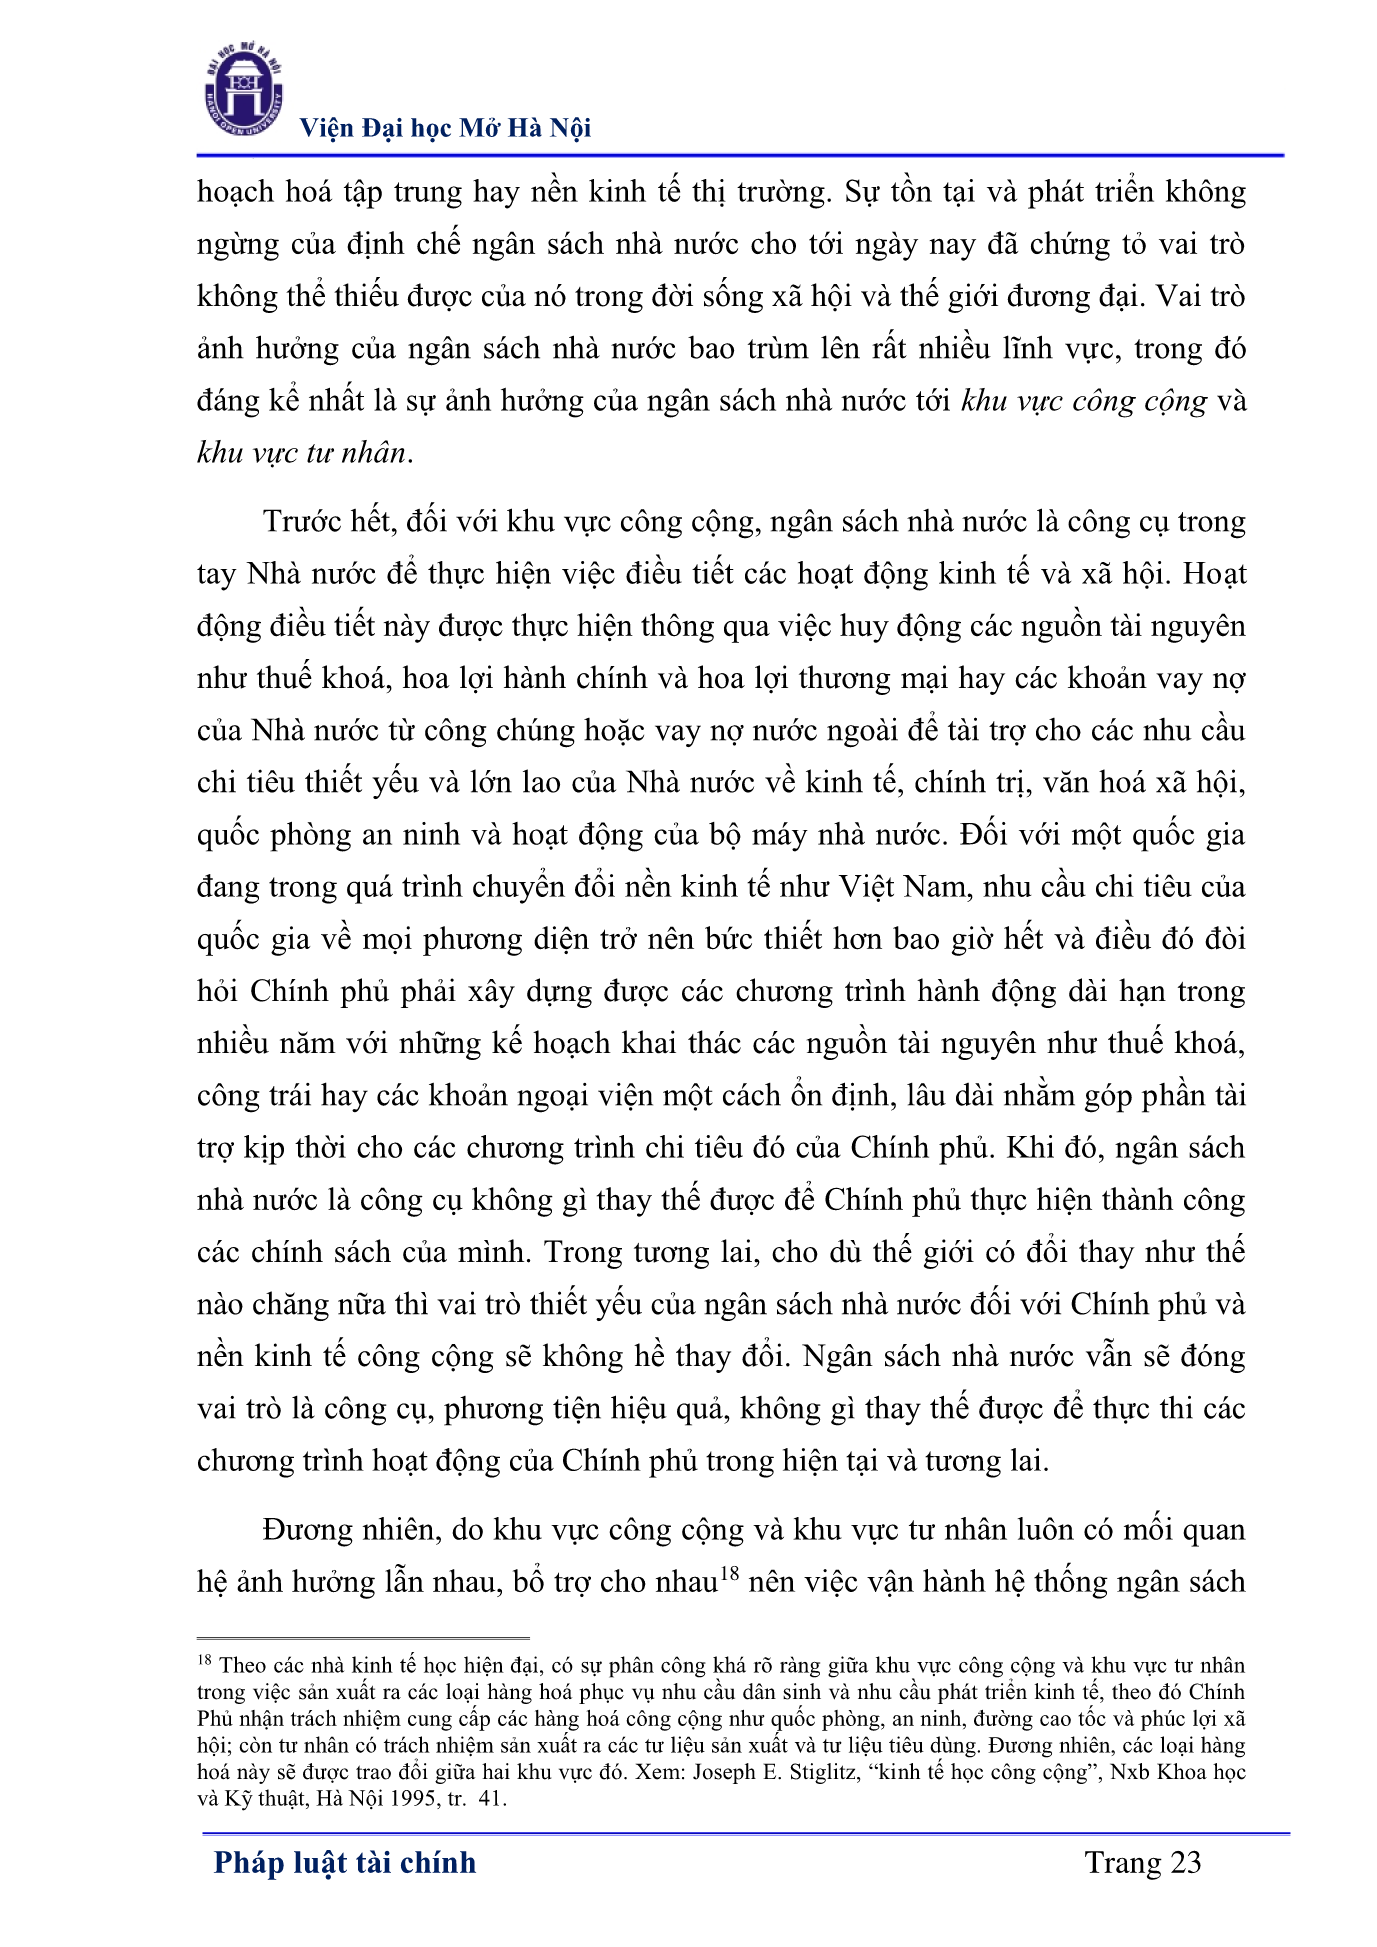 ĐẠI HỌC MỞ HÀ NỘI
HANOI OPEN UNIVERSITY
Viện Đại học Mở Hà Nội
hoạch hoá tập trung hay nền kinh tế thị trường. Sự tồn tại và phát triển không
ngừng của định chế ngân sách nhà nước cho tới ngày nay đã chứng tỏ vai trò
không thể thiếu được của nó trong đời sống xã hội và thế giới đương đại. Vai trò
ảnh hưởng của ngân sách nhà nước bao trùm lên rất nhiều lĩnh vực, trong đó
đáng kể nhất là sự ảnh hưởng của ngân sách nhà nước tới khu vực công cộng và
khu vực tư nhân.
Trước hết, đối với khu vực công cộng, ngân sách nhà nước là công cụ trong
tay Nhà nước để thực hiện việc điều tiết các hoạt động kinh tế và xã hội. Hoạt
động điều tiết này được thực hiện thông qua việc huy động các nguồn tài nguyên
như thuế khoá, hoa lợi hành chính và hoa lợi thương mại hay các khoản vay nợ
của Nhà nước từ công chúng hoặc vay nợ nước ngoài để tài trợ cho các nhu cầu
chi tiêu thiết yếu và lớn lao của Nhà nước về kinh tế, chính trị, văn hoá xã hội,
quốc phòng an ninh và hoạt động của bộ máy nhà nước. Đối với một quốc gia
đang trong quá trình chuyển đổi nền kinh tế như Việt Nam, nhu cầu chi tiêu của
quốc gia về mọi phương diện trở nên bức thiết hơn bao giờ hết và điều đó đòi
hỏi Chính phủ phải xây dựng được các chương trình hành động dài hạn trong
nhiều năm với những kế hoạch khai thác các nguồn tài nguyên như thuế khoá,
công trái hay các khoản ngoại viện một cách ổn định, lâu dài nhằm góp phần tài
trợ kịp thời cho các chương trình chi tiêu đó của Chính phủ. Khi đó, ngân sách
nhà nước là công cụ không gì thay thế được để Chính phủ thực hiện thành công
các chính sách của mình. Trong tương lai, cho dù thế giới có đổi thay như thế
nào chăng nữa thì vai trò thiết yếu của ngân sách nhà nước đối với Chính phủ và
nền kinh tế công cộng sẽ không hề thay đổi. Ngân sách nhà nước vẫn sẽ đóng
vai trò là công cụ, phương tiện hiệu quả, không gì thay thế được để thực thi các
chương trình hoạt động của Chính phủ trong hiện tại và tương lai.
Đương nhiên, do khu vực công cộng và khu vực tư nhân luôn có mối quan
hệ ảnh hưởng lẫn nhau, bổ trợ cho nhau18 nên việc vận hành hệ thống ngân sách
18 Theo các nhà kinh tế học hiện đại, có sự phân công khá rõ ràng giữa khu vực công cộng và khu vực tư nhân
trong việc sản xuất ra các loại hàng hoá phục vụ nhu cầu dân sinh và nhu cầu phát triển kinh tế, theo đó Chính
Phủ nhận trách nhiệm cung cấp các hàng hoá công cộng như quốc phòng, an ninh, đường cao tốc và phúc lợi xã
hội; còn tư nhân có trách nhiệm sản xuất ra các tư liệu sản xuất và tư liệu tiêu dùng. Đương nhiên, các loại hàng
hoá này sẽ được trao đổi giữa hai khu vực đó. Xem: Joseph E. Stiglitz, “kinh tế học công cộng”, Nxb Khoa học
và Kỹ thuật, Hà Nội 1995, tr. 41.
Pháp luật tài chính
Trang 23